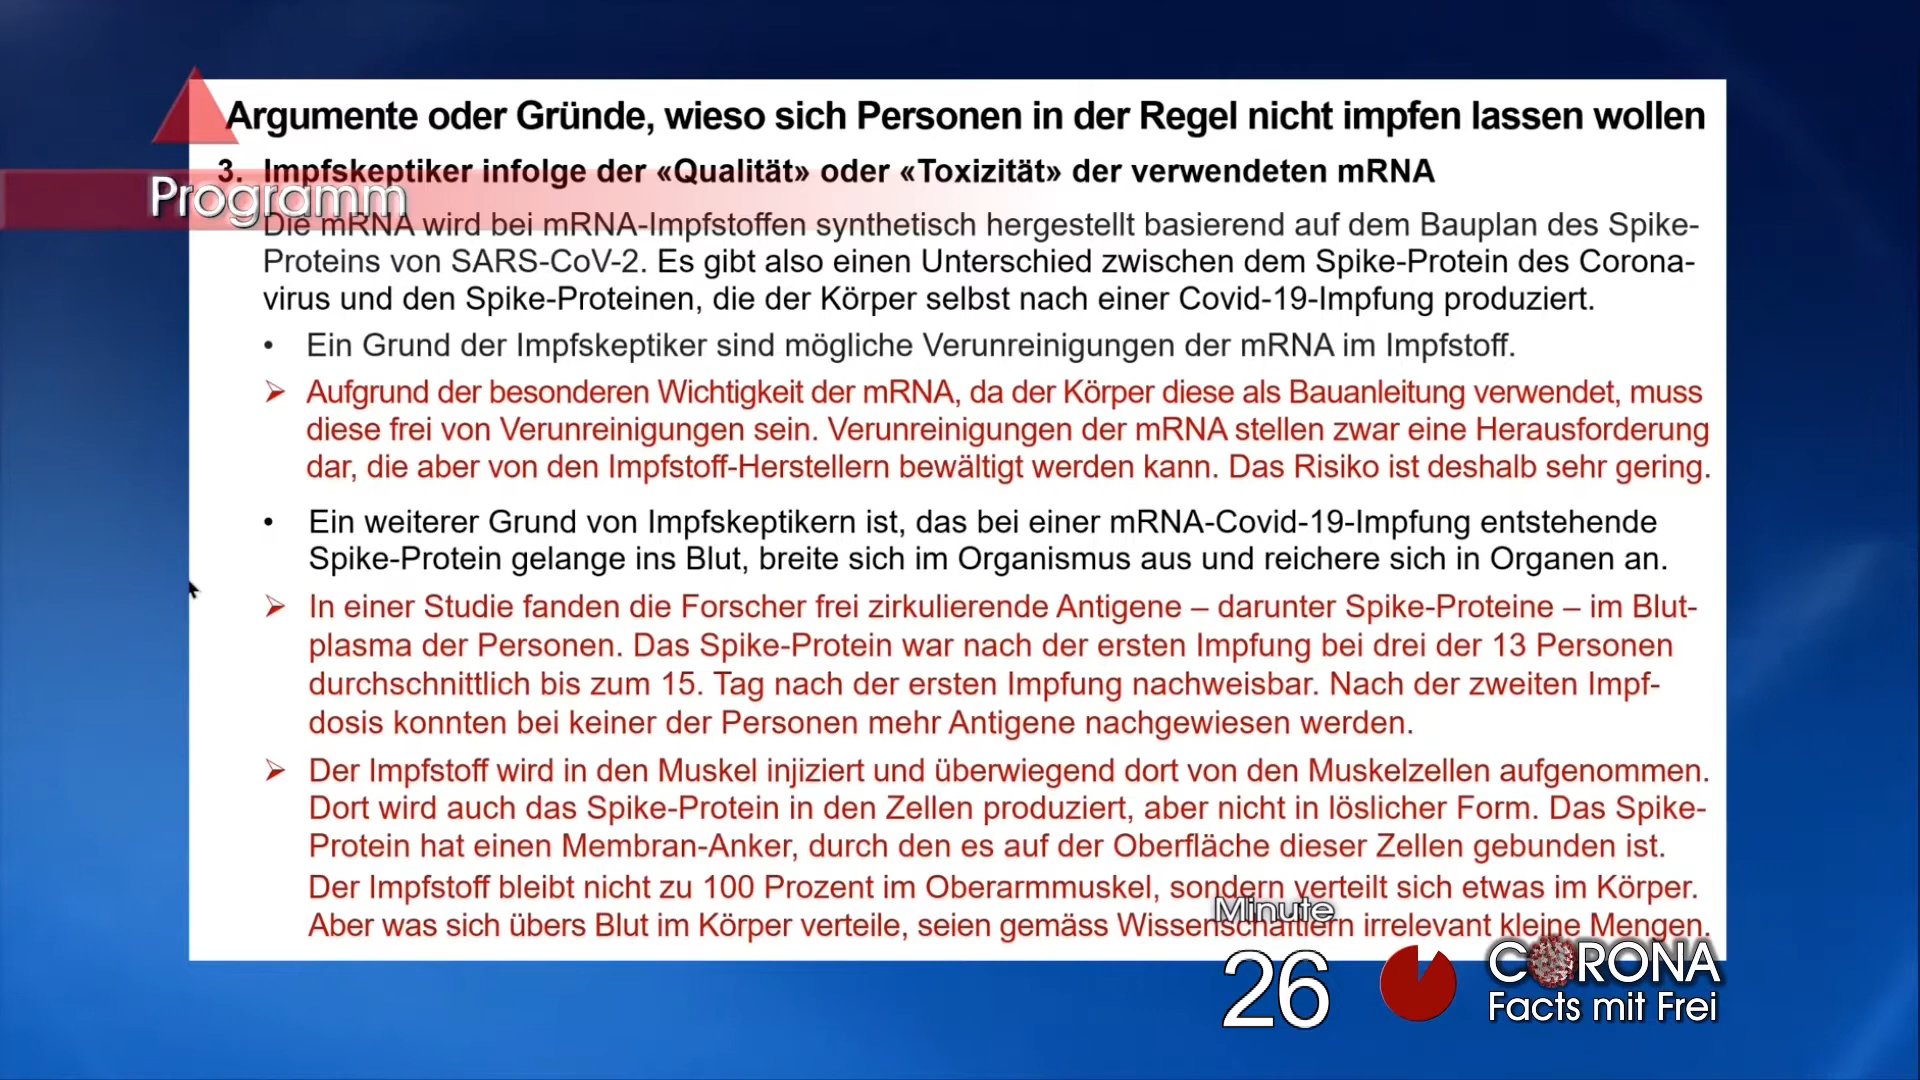 Argumente oder Gründe, wieso sich Personen in der Regel nicht impfen lassen wollen
3. Impfskeptiker infolge der «Qualität» oder «Toxizität» der verwendeten mRNA
Programm
Die mRNA wird bei mRNA-Impfstoffen synthetisch hergestellt basierend auf dem Bauplan des Spike-
Proteins von SARS-CoV-2. Es gibt also einen Unterschied zwischen dem Spike-Protein des Corona-
virus und den Spike-Proteinen, die der Körper selbst nach einer Covid-19-Impfung produziert.
• Ein Grund der Impfskeptiker sind mögliche Verunreinigungen der mRNA im Impfstoff.
➢ Aufgrund der besonderen Wichtigkeit der mRNA, da der Körper diese als Bauanleitung verwendet, muss
diese frei von Verunreinigungen sein. Verunreinigungen der mRNA stellen zwar eine Herausforderung
dar, die aber von den Impfstoff-Herstellern bewältigt werden kann. Das Risiko ist deshalb sehr gering.
• Ein weiterer Grund von Impfskeptikern ist, das bei einer mRNA-Covid-19-Impfung entstehende
Spike-Protein gelange ins Blut, breite sich im Organismus aus und reichere sich in Organen an.
➢ In einer Studie fanden die Forscher frei zirkulierende Antigene – darunter Spike-Proteine – im Blut-
plasma der Personen. Das Spike-Protein war nach der ersten Impfung bei drei der 13 Personen
durchschnittlich bis zum 15. Tag nach der ersten Impfung nachweisbar. Nach der zweiten Impf-
dosis konnten bei keiner der Personen mehr Antigene nachgewiesen werden.
➢ Der Impfstoff wird in den Muskel injiziert und überwiegend dort von den Muskelzellen aufgenommen.
Dort wird auch das Spike-Protein in den Zellen produziert, aber nicht in löslicher Form. Das Spike-
Protein hat einen Membran-Anker, durch den es auf der Oberfläche dieser Zellen gebunden ist.
Der Impfstoff bleibt nicht zu 100 Prozent im Oberarmmuskel, sondern verteilt sich etwas im Körper.
Aber was sich übers Blut im Körper verteile, seien gemäss Wissenschaftlern irrelevant kleine Mengen.
Minute
26
CORONA
Facts mit Frei